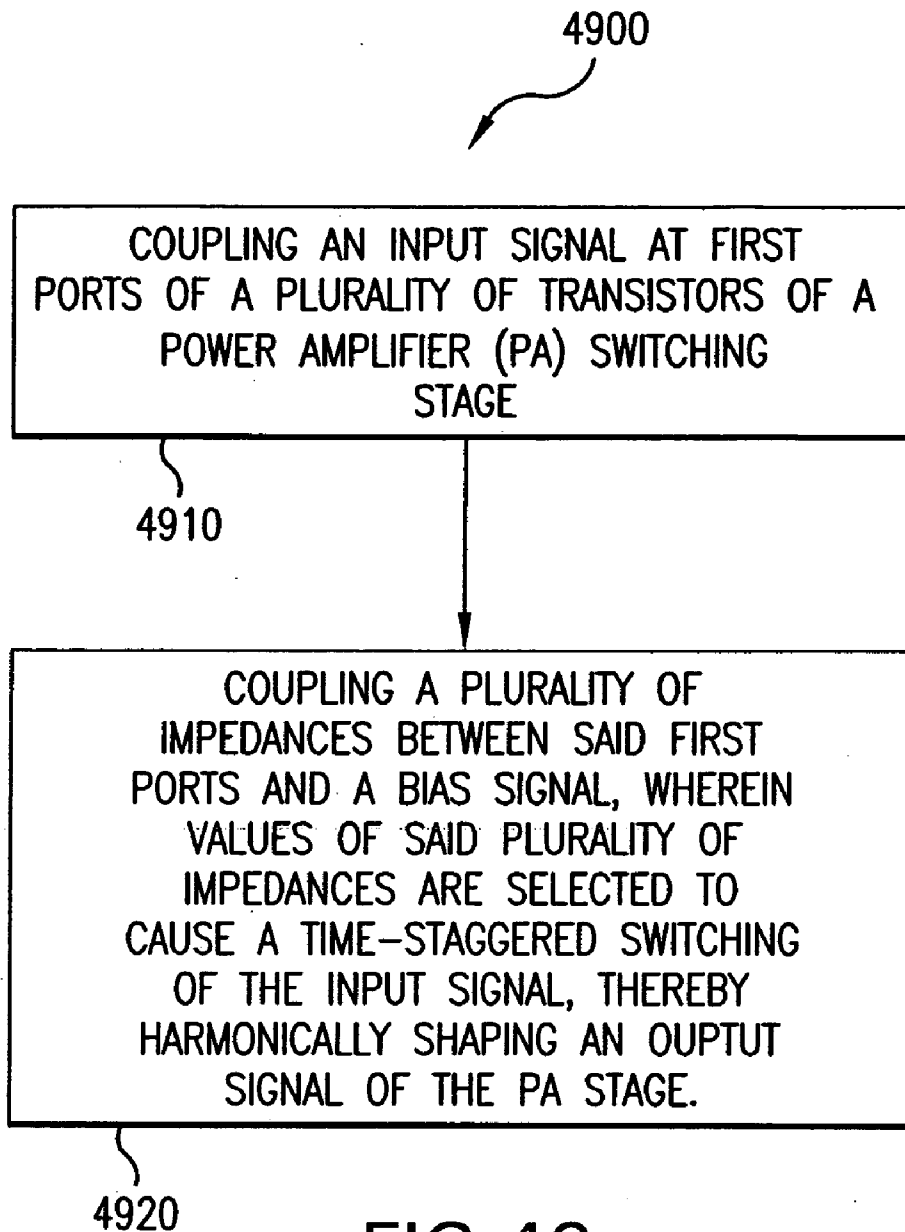 4900
COUPLING AN INPUT SIGNAL AT FIRST
PORTS OF A PLURALITY OF TRANSISTORS OF A
POWER AMPLIFIER (PA) SWITCHING
STAGE
4910
COUPLING A PLURALITY OF
IMPEDANCES BETWEEN SAID FIRST
PORTS AND A BIAS SIGNAL, WHEREIN
VALUES OF SAID PLURALITY OF
IMPEDANCES ARE SELECTED TO
CAUSE A TIME-STAGGERED SWITCHING
OF THE INPUT SIGNAL, THEREBY
HARMONICALLY SHAPING AN OUPTUT
SIGNAL OF THE PA STAGE.
4920